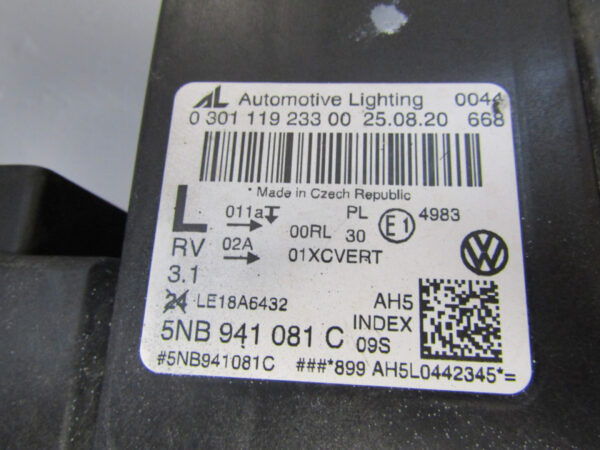 AL Automotive Lighting 0044
0 301 119 233 00 25.08.20 668
* Made in Czech Republic
L 011a 00RL PL 30 E1 4983
RV 02A 01XCVERT
3.1
24 LE18A6432 AH5
5NB 941 081 C INDEX 09S
#5NB941081C ###*899 AH5L0442345*=
VW